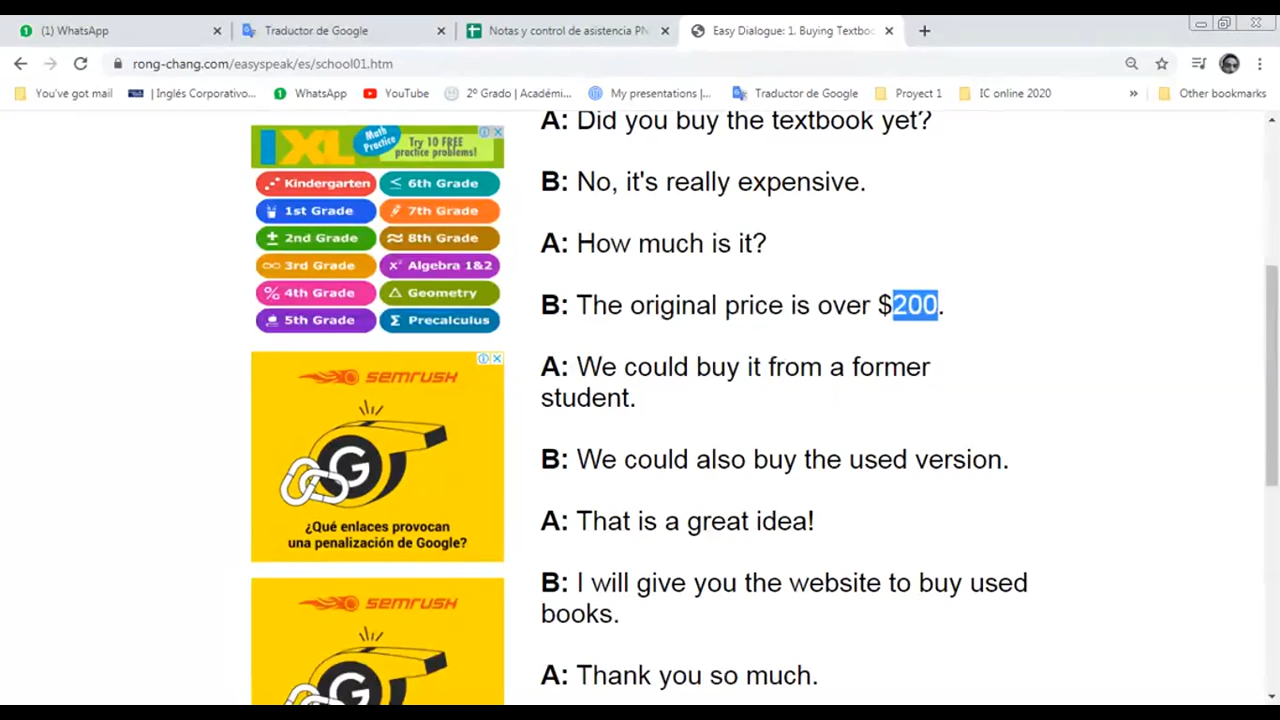 (1) WhatsApp
Traductor de Google
Notas y control de asistencia PN
Easy Dialogue: 1. Buying Textboo
rong-chang.com/easyspeak/es/school01.htm
You've got mail
| Inglés Corporativo...
WhatsApp
YouTube
2º Grado | Académi...
My presentations |...
Traductor de Google
Proyect 1
IC online 2020
»
Other bookmarks
IXL
Math Practice
Try 10 FREE
practice problems!
Kindergarten
6th Grade
1st Grade
7th Grade
2nd Grade
8th Grade
3rd Grade
Algebra 1&2
4th Grade
Geometry
5th Grade
Precalculus
SEMRUSH
G
¿Qué enlaces provocan
una penalización de Google?
SEMRUSH
G
A: Did you buy the textbook yet?
B: No, it's really expensive.
A: How much is it?
B: The original price is over $200.
A: We could buy it from a former
student.
B: We could also buy the used version.
A: That is a great idea!
B: I will give you the website to buy used
books.
A: Thank you so much.